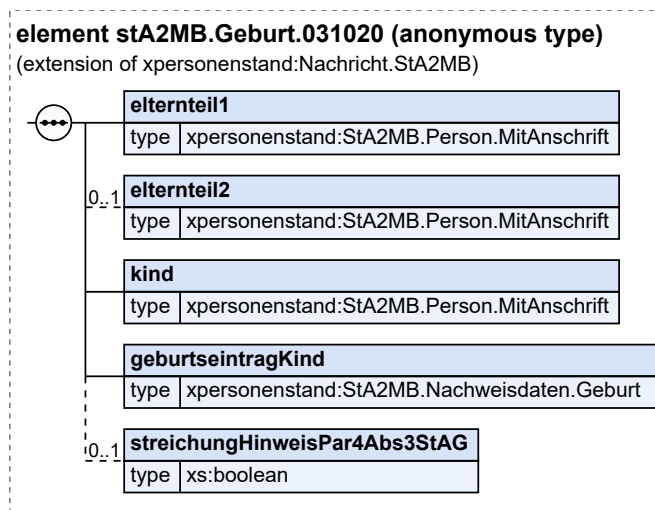 element stA2MB.Geburt.031020 (anonymous type)
(extension of xpersonenstand:Nachricht.StA2MB)
elternteil1
type xpersonenstand:StA2MB.Person.MitAnschrift
0..1
elternteil2
type xpersonenstand:StA2MB.Person.MitAnschrift
kind
type xpersonenstand:StA2MB.Person.MitAnschrift
geburtseintragKind
type xpersonenstand:StA2MB.Nachweisdaten.Geburt
0..1
streichungHinweisPar4Abs3StAG
type xs:boolean